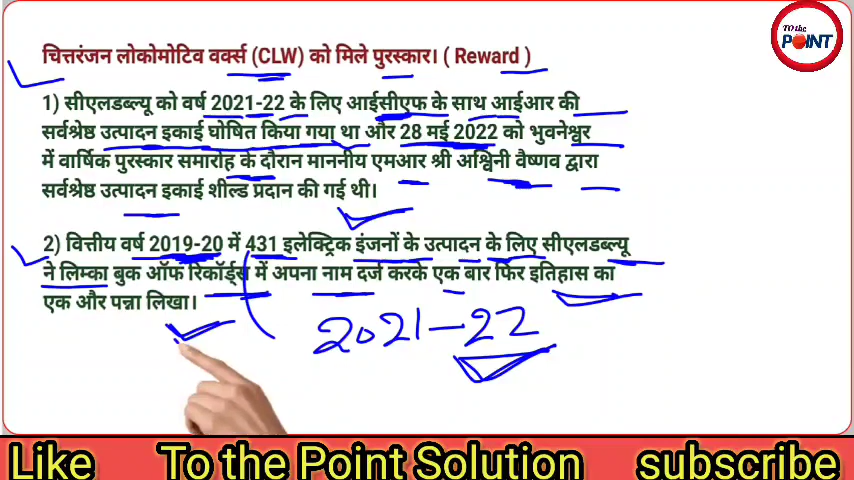 TO the
POINT
चित्तरंजन लोकोमोटिव वर्क्स (CLW) को मिले पुरस्कार। ( Reward )
1) सीएलडब्ल्यू को वर्ष 2021-22 के लिए आईसीएफ के साथ आईआर की
सर्वश्रेष्ठ उत्पादन इकाई घोषित किया गया था और 28 मई 2022 को भुवनेश्वर
में वार्षिक पुरस्कार समारोह के दौरान माननीय एमआर श्री अश्विनी वैष्णव द्वारा
सर्वश्रेष्ठ उत्पादन इकाई शील्ड प्रदान की गई थी।
2) वित्तीय वर्ष 2019-20 में 431 इलेक्ट्रिक इंजनों के उत्पादन के लिए सीएलडब्ल्यू
ने लिम्का बुक ऑफ रिकॉर्ड्स में अपना नाम दर्ज करके एक बार फिर इतिहास का
एक और पन्ना लिखा।
2021-22
Like To the Point Solution subscribe